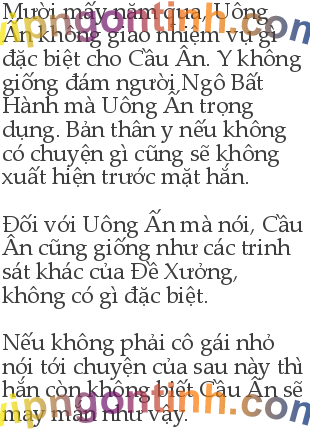 Mười mấy năm qua, Uông
Ấn không giao nhiệm vụ gì
đặc biệt cho Cầu Ân. Y không
giống đám người Ngô Bất
Hành mà Uông Ấn trọng
dụng. Bản thân y nếu không
có chuyện gì cũng sẽ không
xuất hiện trước mặt hắn.
Đối với Uông Ấn mà nói, Cầu
Ân cũng giống như các trinh
sát khác của Đề Xưởng,
không có gì đặc biệt.
Nếu không phải cô gái nhỏ
nói tới chuyện của sau này thì
hắn còn không biết Cầu Ân sẽ
may mắn như vậy.
vipngontinh.com
vipngontinh.com